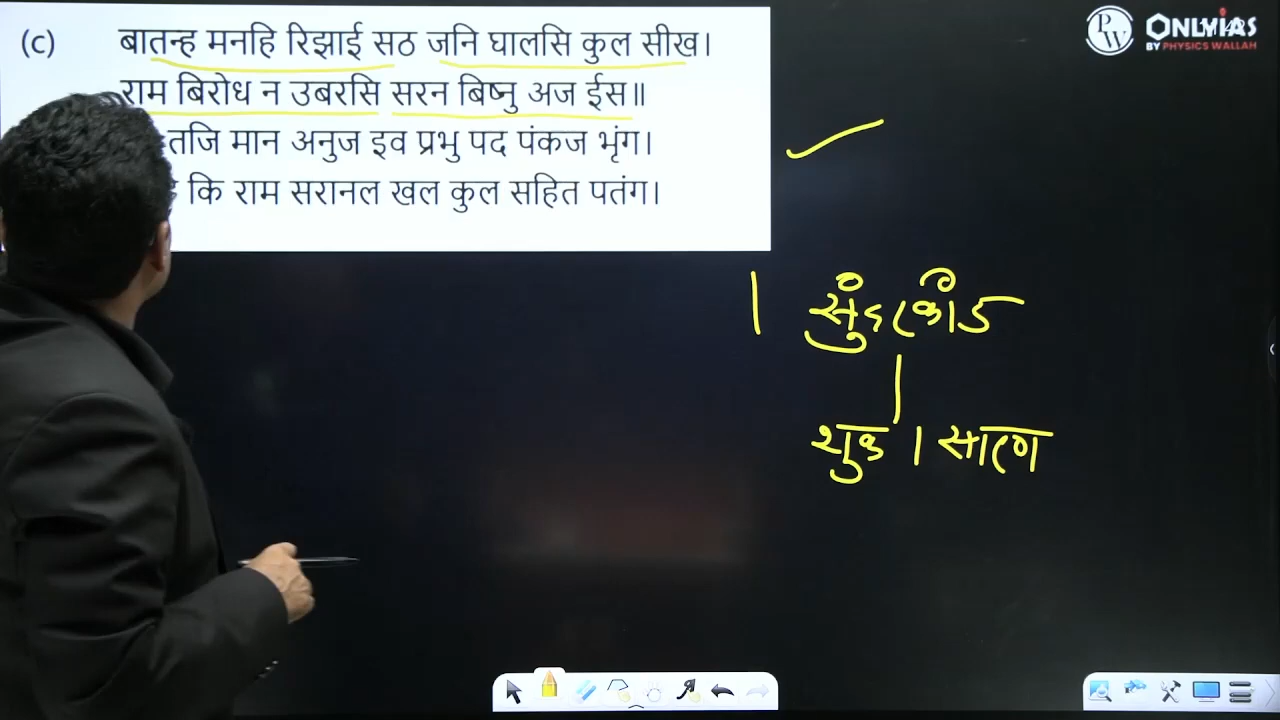 (c) बातन्ह मनहि रिझाई सठ जनि घालसि कुल सीख।
राम बिरोध न उबरसि सरन बिष्नु अज ईस॥
तजि मान अनुज इव प्रभु पद पंकज भृंग।
कि राम सरानल खल कुल सहित पतंग।
PW ONLYIAS
BY PHYSICS WALLAH
सुंदरकांड
शुक । सारण